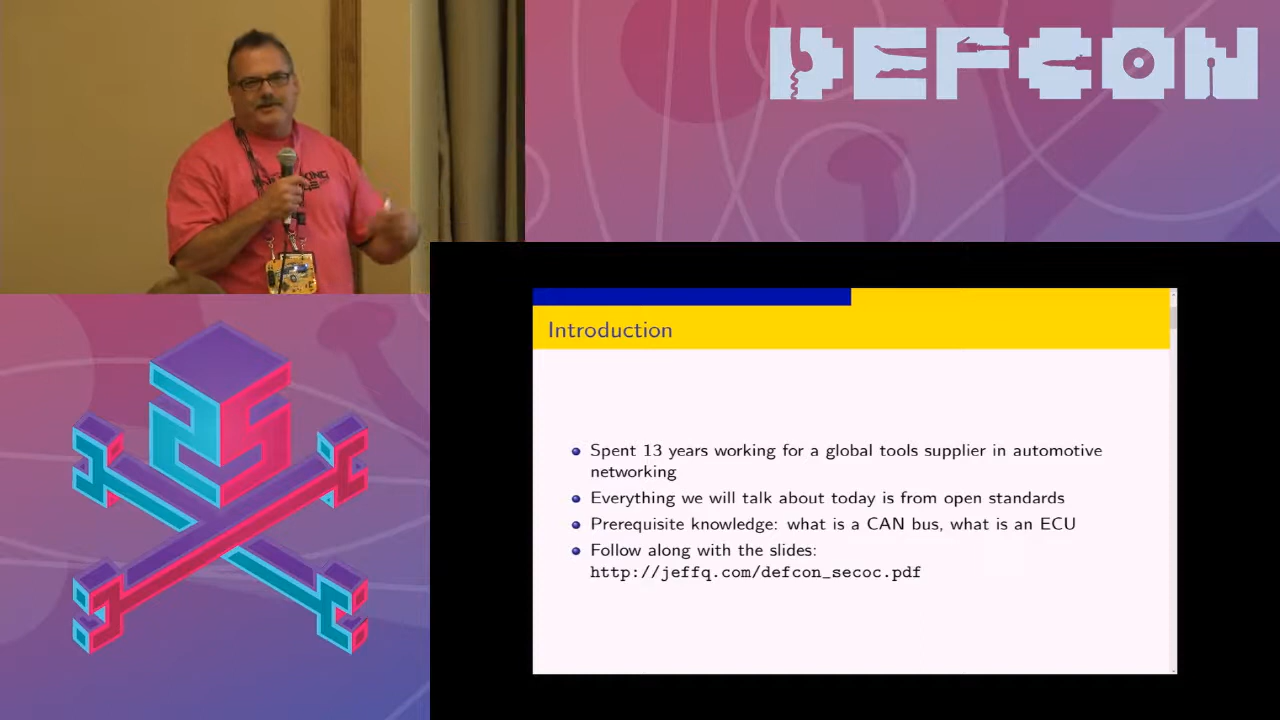 DEFCON
Introduction
Spent 13 years working for a global tools supplier in automotive
networking
Everything we will talk about today is from open standards
Prerequisite knowledge: what is a CAN bus, what is an ECU
Follow along with the slides:
http://jeffq.com/defcon_secoc.pdf